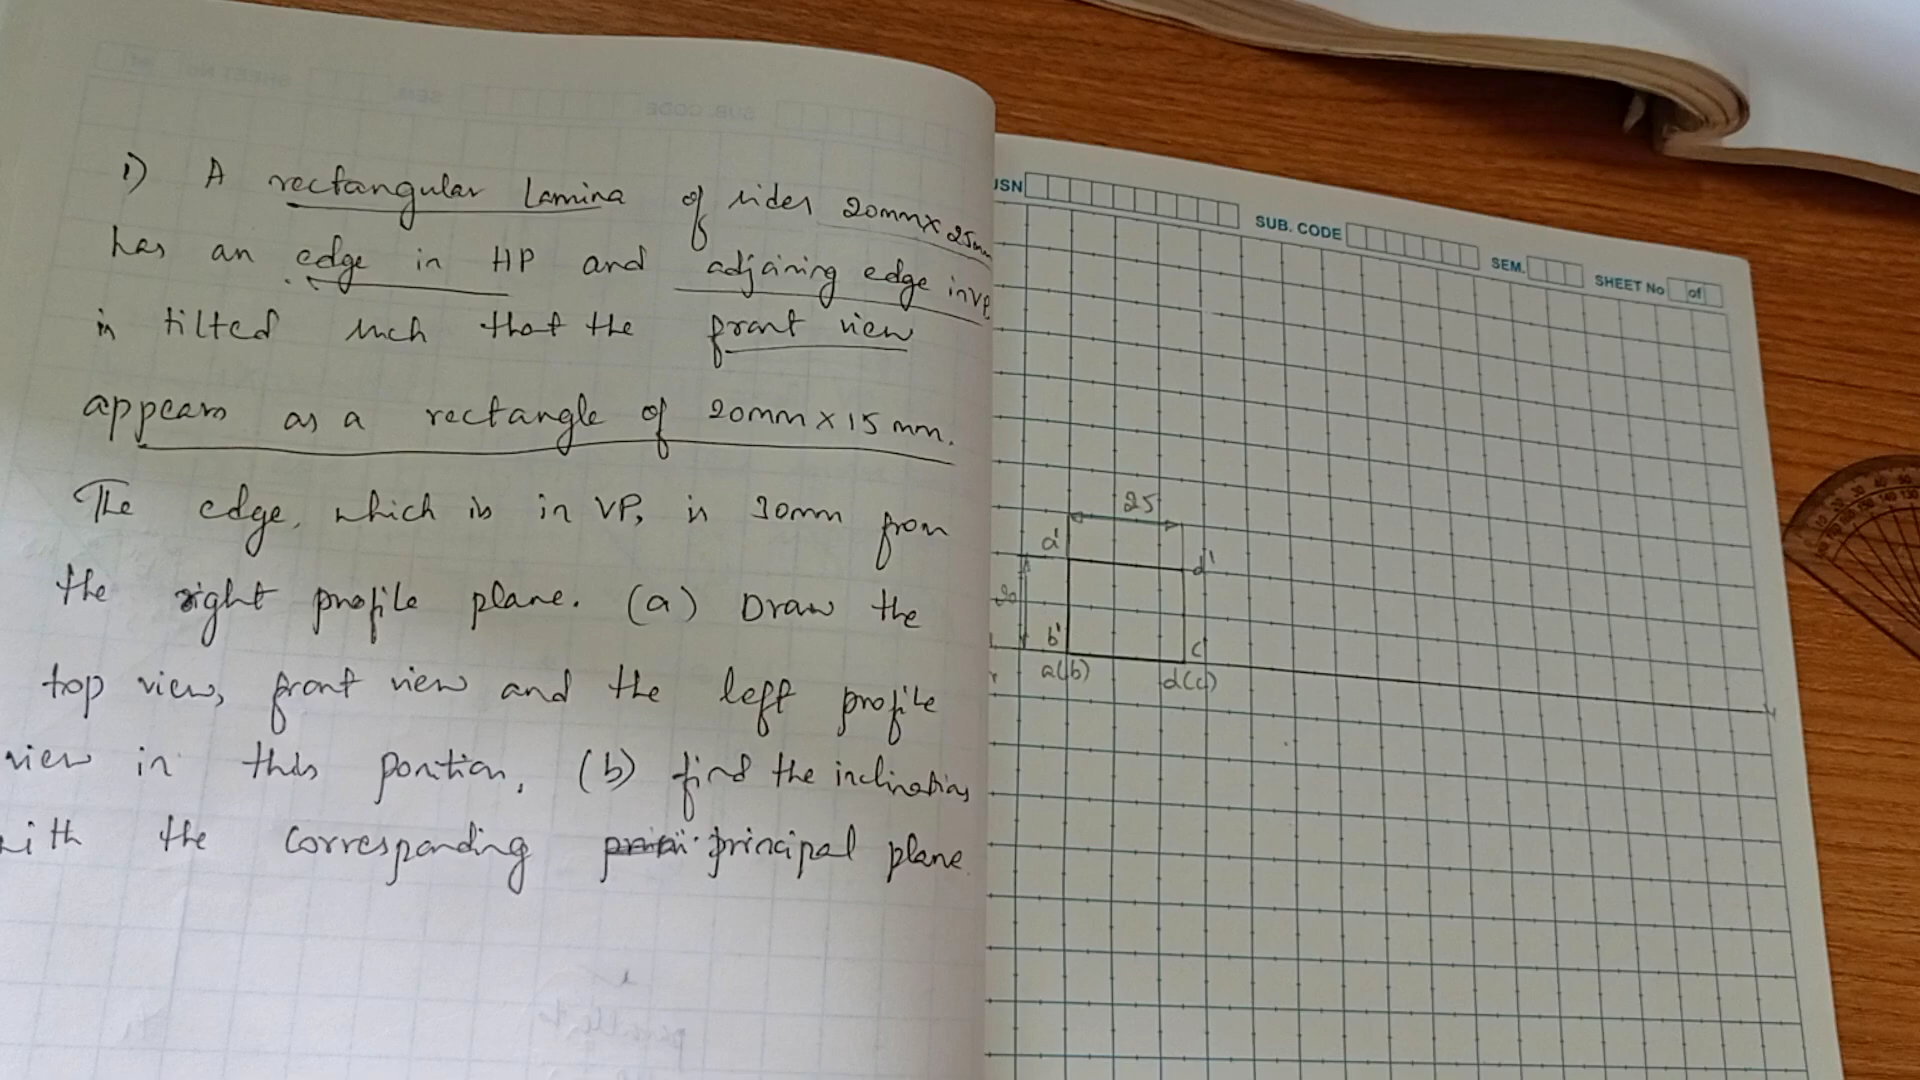 1) A rectangular Lamina of sides 20mm x 25mm
has an edge in HP and adjoining edge in VP,
is tilted such that the front view
appears as a rectangle of 20mm x 15 mm.
The edge, which is in VP, is 30mm from
the right profile plane. (a) Draw the
top view, front view and the left profile
view in this position, (b) find the inclinations
with the corresponding principal plane.
USN
SUB. CODE
SEM.
SHEET No of
25
a'
d'
20
b'
c
a(b)
d(c)